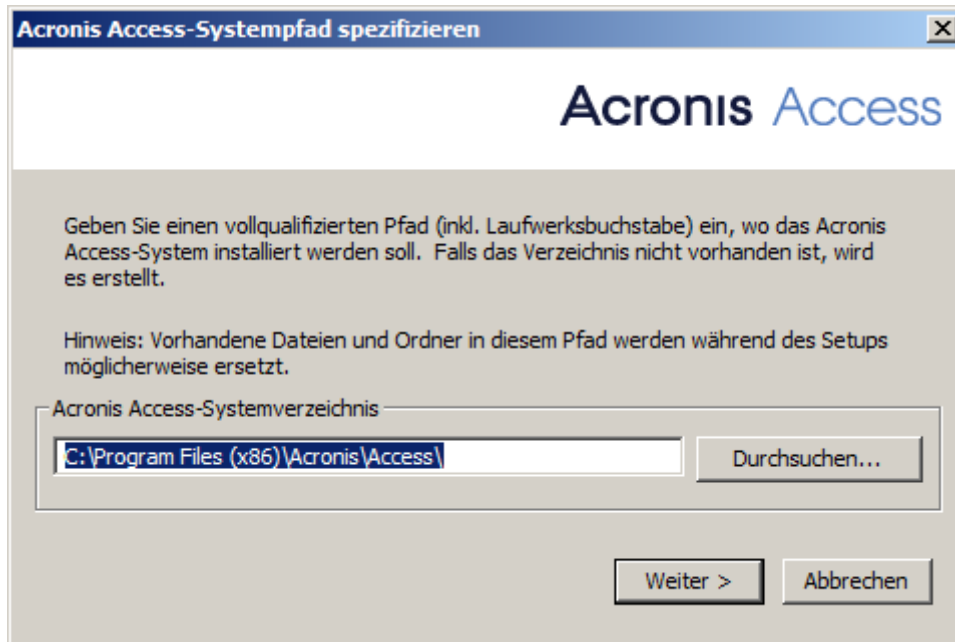 Acronis Access-Systempfad spezifizieren
Acronis Access
Geben Sie einen vollqualifizierten Pfad (inkl. Laufwerksbuchstabe) ein, wo das Acronis
Access-System installiert werden soll.  Falls das Verzeichnis nicht vorhanden ist, wird
es erstellt.
Hinweis: Vorhandene Dateien und Ordner in diesem Pfad werden während des Setups
möglicherweise ersetzt.
Acronis Access-Systemverzeichnis
C:\Program Files (x86)\Acronis\Access\
Durchsuchen...
Weiter >
Abbrechen